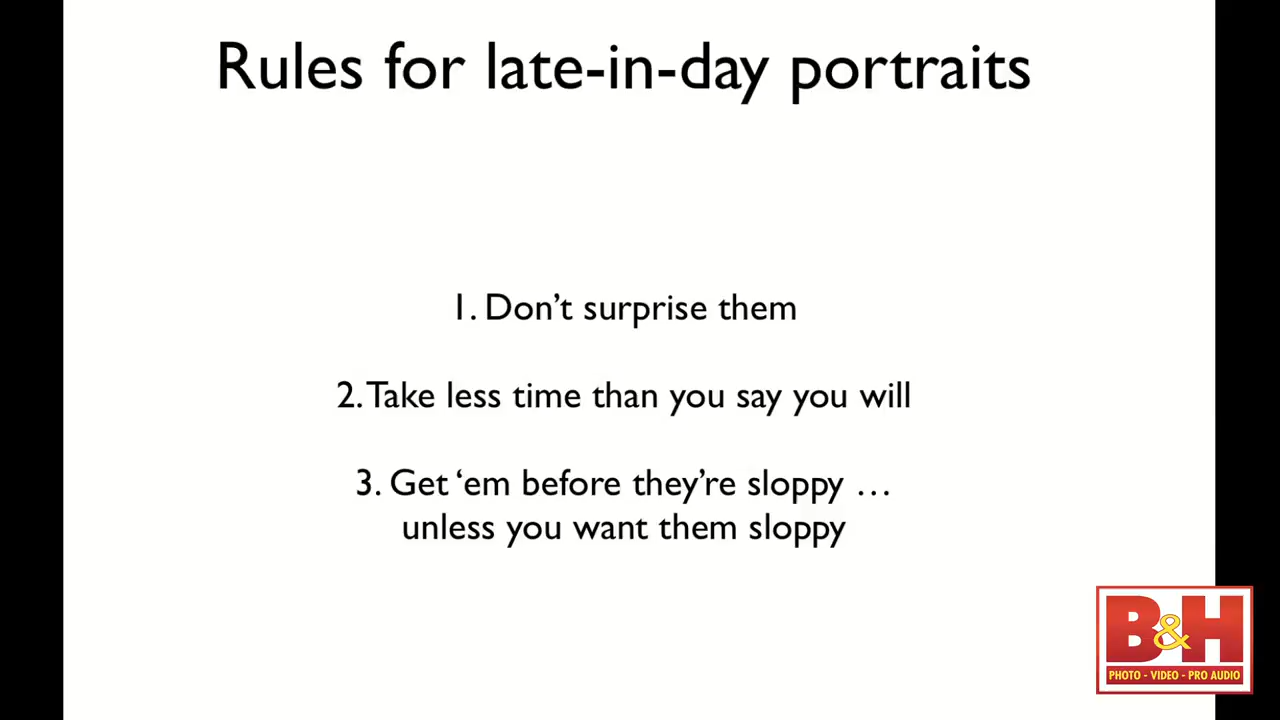 Rules for late-in-day portraits
1. Don’t surprise them
2. Take less time than you say you will
3. Get ‘em before they’re sloppy …
unless you want them sloppy
B&H
PHOTO - VIDEO - PRO AUDIO